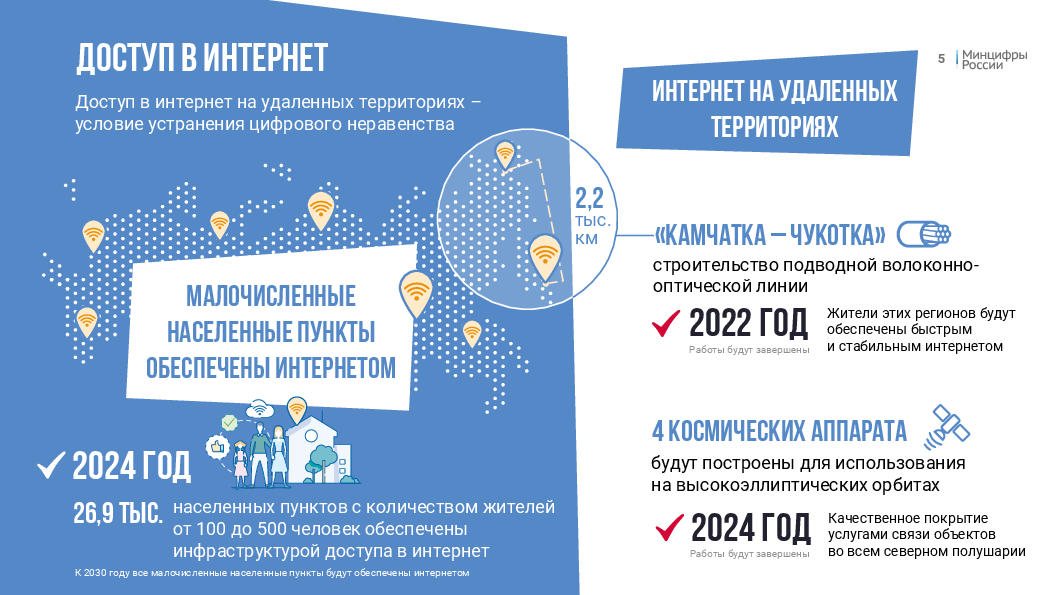 ДОСТУП В ИНТЕРНЕТ
Доступ в интернет на удаленных территориях –
условие устранения цифрового неравенства
МАЛОЧИСЛЕННЫЕ
НАСЕЛЕННЫЕ ПУНКТЫ
ОБЕСПЕЧЕНЫ ИНТЕРНЕТОМ
2024 ГОД
26,9 ТЫС.
населенных пунктов с количеством жителей
от 100 до 500 человек обеспечены
инфраструктурой доступа в интернет
К 2030 году все малочисленные населенные пункты будут обеспечены интернетом
5
Минцифры
России
ИНТЕРНЕТ НА УДАЛЕННЫХ
ТЕРРИТОРИЯХ
2,2
тыс.
км
«КАМЧАТКА – ЧУКОТКА»
строительство подводной волоконно-
оптической линии
2022 ГОД
Работы будут завершены
Жители этих регионов будут
обеспечены быстрым
и стабильным интернетом
4 КОСМИЧЕСКИХ АППАРАТА
будут построены для использования
на высокоэллиптических орбитах
2024 ГОД
Работы будут завершены
Качественное покрытие
услугами связи объектов
во всем северном полушарии